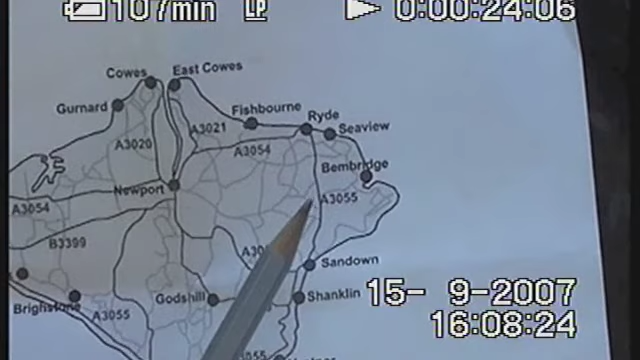 107min LP 0:00:24:06
Cowes
East Cowes
Gurnard
Fishbourne
Ryde
Seaview
A3021
A3020
A3054
Bembridge
Newport
A3055
A3054
B3399
Sandown
Brighstone
Godshill
Shanklin
A3055
15- 9-2007
16:08:24